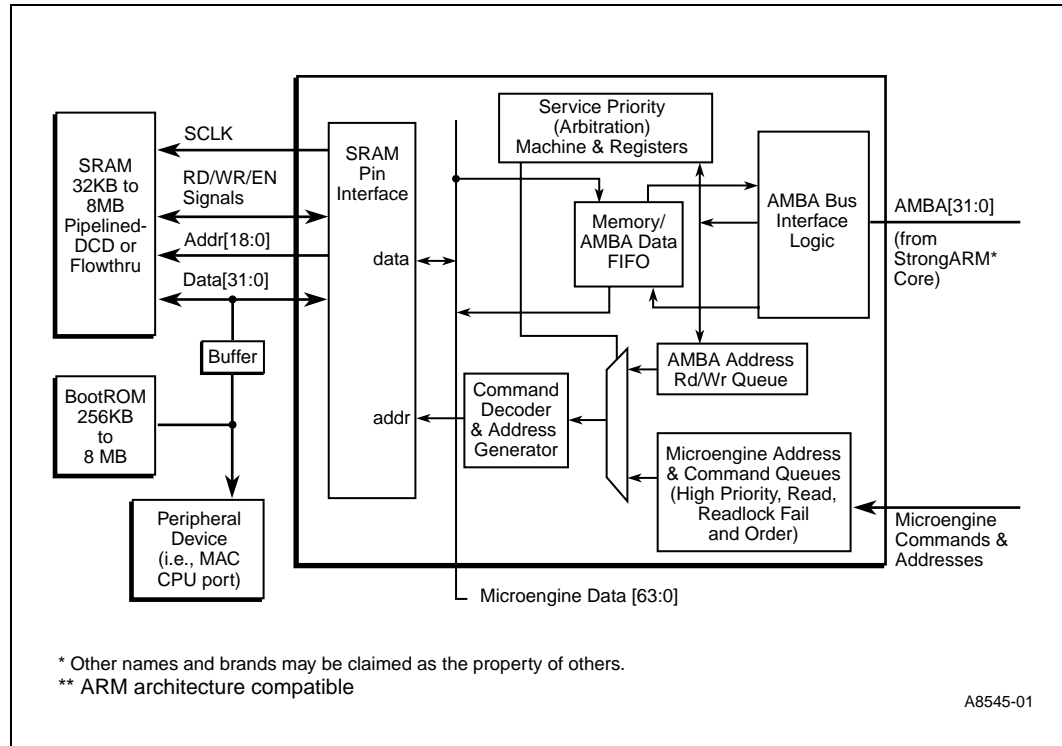 SCLK
SRAM
32KB to
8MB
Pipelined-
DCD or
Flowthru
RD/WR/EN
Signals
Addr[18:0]
Data[31:0]
Buffer
BootROM
256KB
to
8 MB
Peripheral
Device
(i.e., MAC
CPU port)
SRAM
Pin
Interface
data
addr
Service Priority
(Arbitration)
Machine & Registers
Memory/
AMBA Data
FIFO
AMBA Bus
Interface
Logic
AMBA[31:0]
(from
StrongARM*
Core)
AMBA Address
Rd/Wr Queue
Command
Decoder
& Address
Generator
Microengine Address
& Command Queues
(High Priority, Read,
Readlock Fail
and Order)
Microengine
Commands &
Addresses
Microengine Data [63:0]
* Other names and brands may be claimed as the property of others.
** ARM architecture compatible
A8545-01